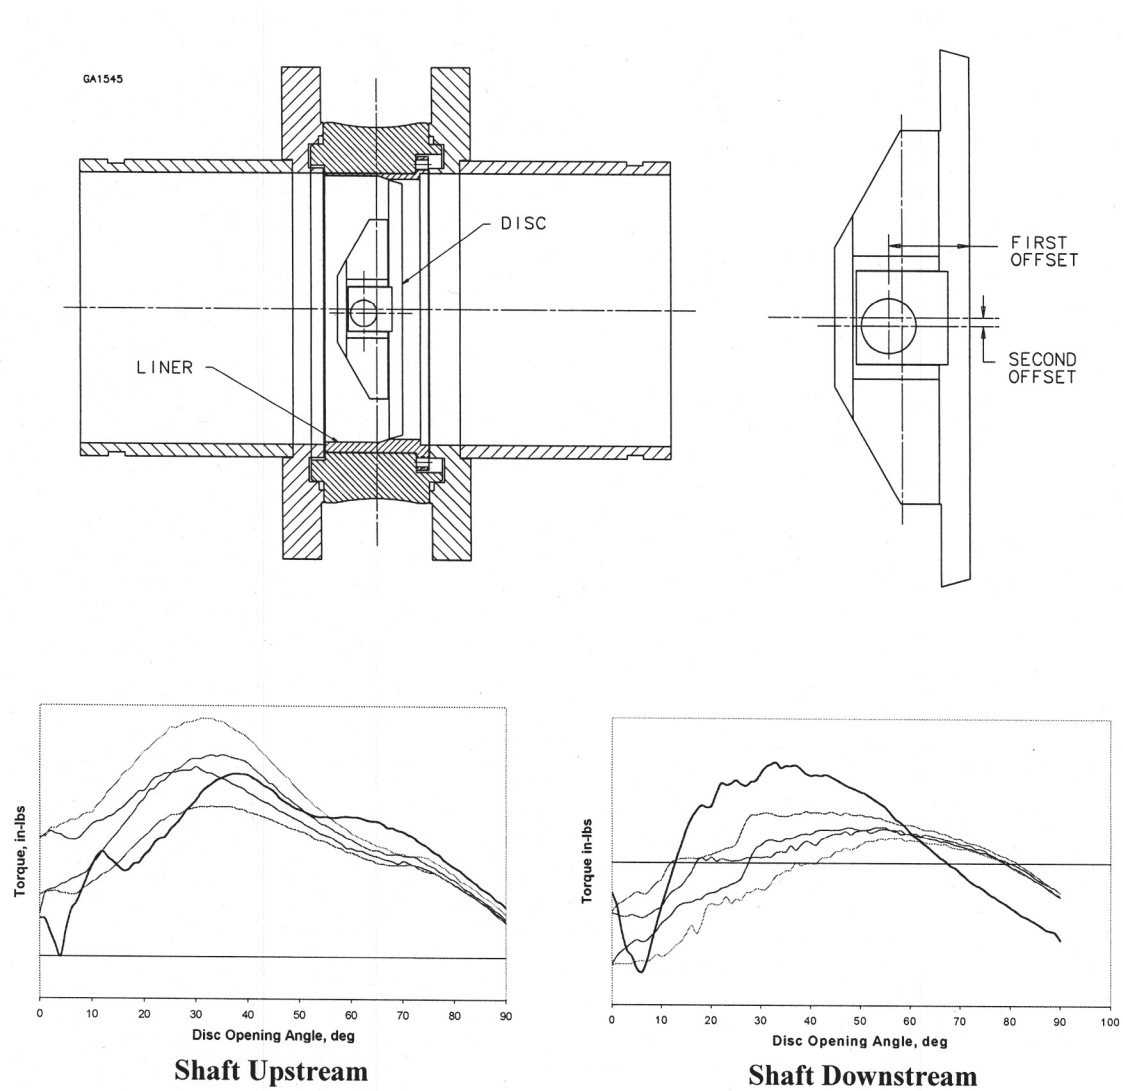 GA1545
DISC
LINER
FIRST
OFFSET
SECOND
OFFSET
Torque, in-lbs
0 10 20 30 40 50 60 70 80 90
Disc Opening Angle, deg
Shaft Upstream
Torque in-lbs
0 10 20 30 40 50 60 70 80 90 100
Disc Opening Angle, deg
Shaft Downstream